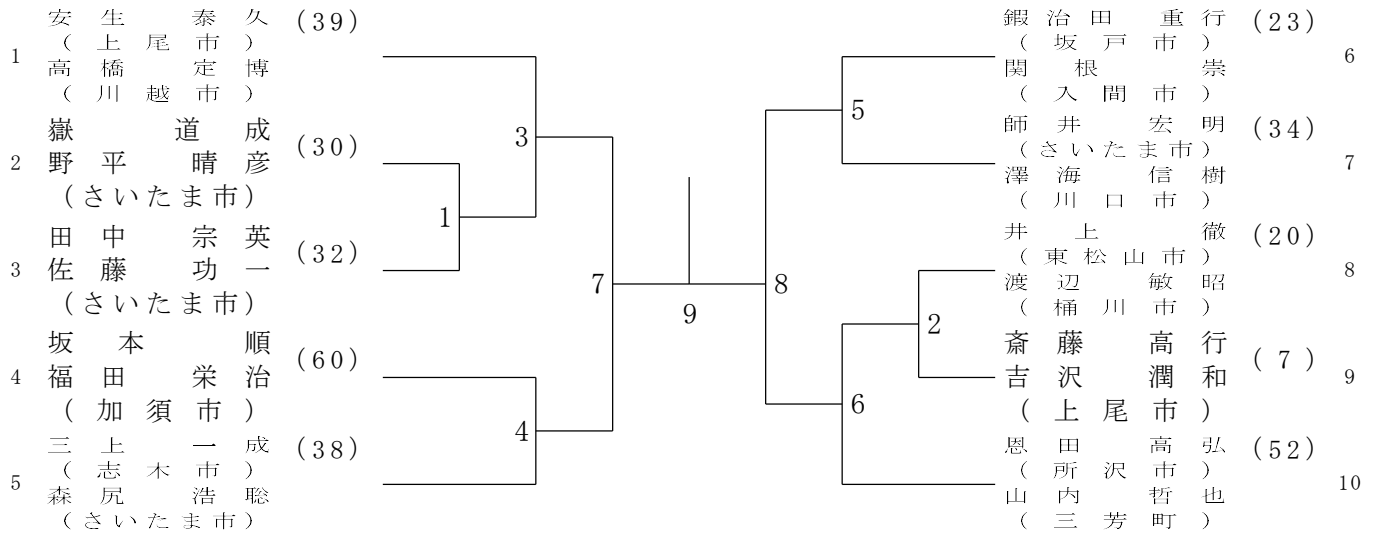 1
安生 泰久 (39)
(上尾市)
高橋 定博
(川越市)
2
嶽 道成 (30)
野平 晴彦
(さいたま市)
3
田中 宗英 (32)
佐藤 功一
(さいたま市)
4
坂本 順 (60)
福田 栄治
(加須市)
5
三上 一成 (38)
(志木市)
森尻 浩聡
(さいたま市)
3
1
7
4
9
8
5
2
6
鍜治田 重行 (23)
(坂戸市)
関根 崇
(入間市)
6
師井 宏明 (34)
(さいたま市)
澤海 信樹
(川口市)
7
井上 徹 (20)
(東松山市)
渡辺 敏昭
(桶川市)
8
斎藤 高行 (7)
吉沢 潤和
(上尾市)
9
恩田 高弘 (52)
(所沢市)
山内 哲也
(三芳町)
10